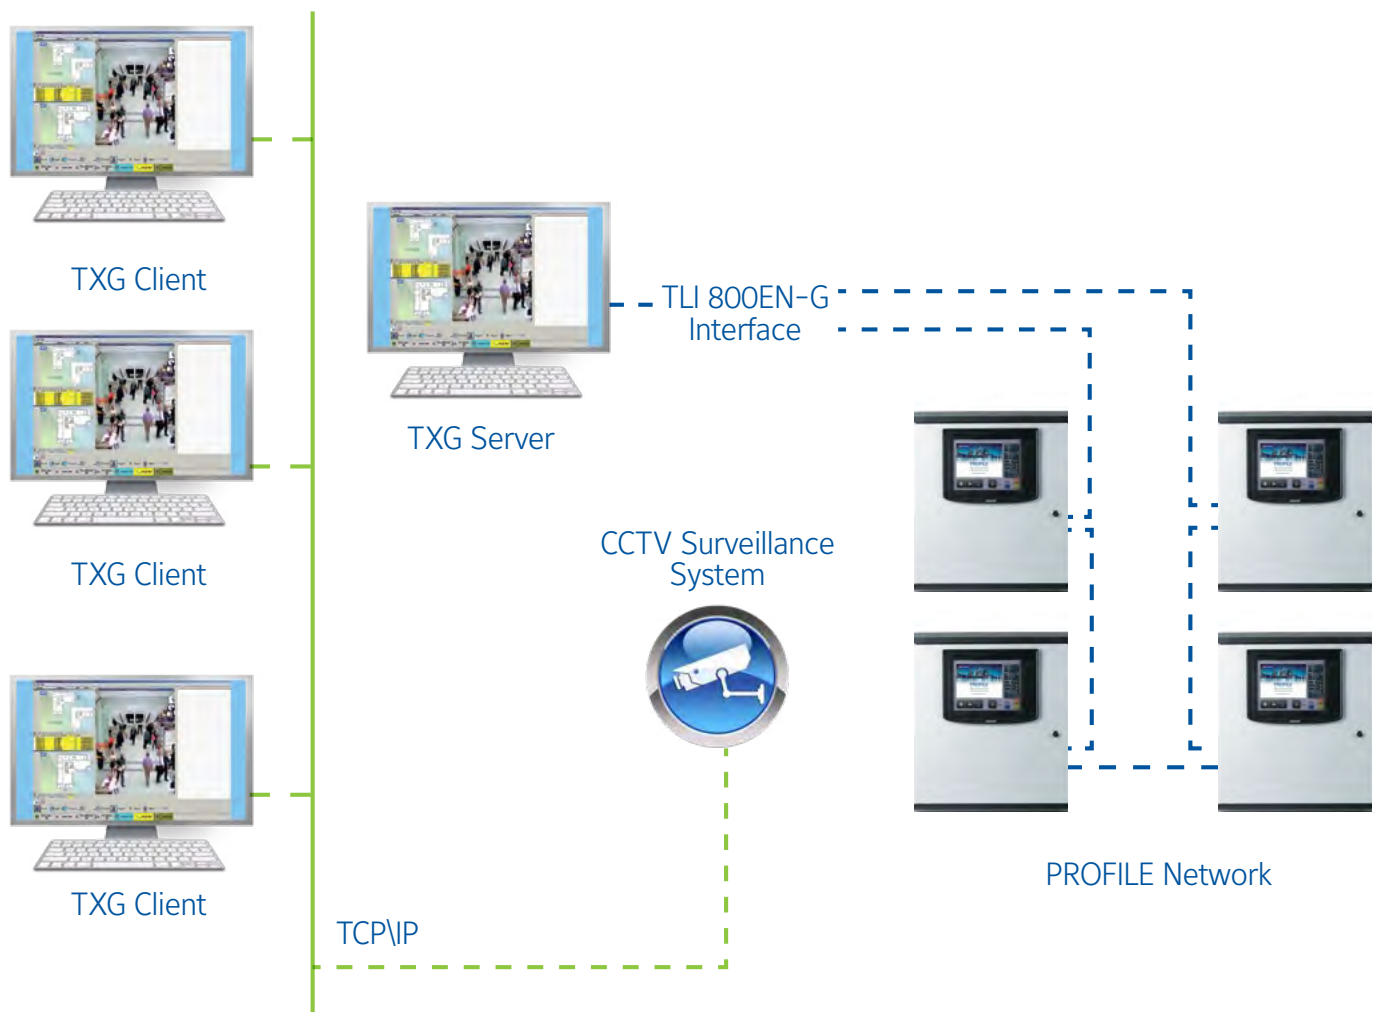 TXG Client
TLI 800EN-G
Interface
TXG Server
TXG Client
CCTV Surveillance
System
PROFILE Network
TXG Client
TCP\IP